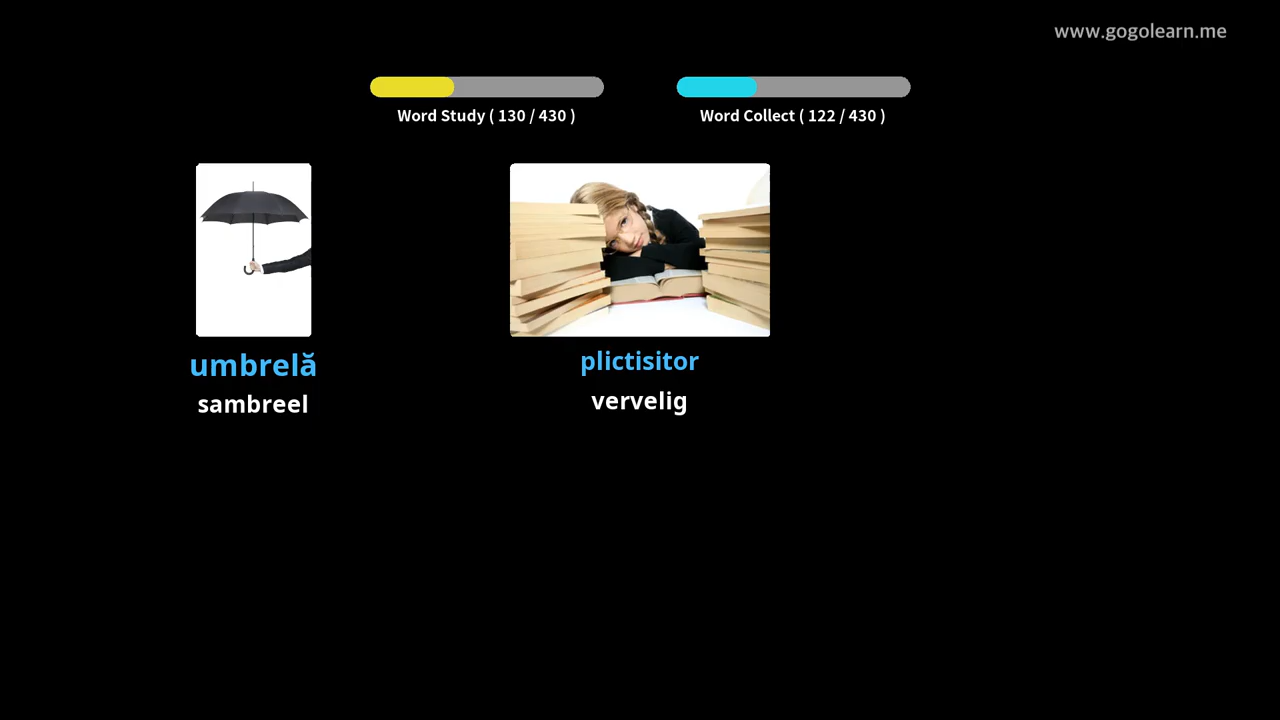 www.gogolearn.me
Word Study ( 130 / 430 )
Word Collect ( 122 / 430 )
umbrelă
sambreel
plictisitor
vervelig